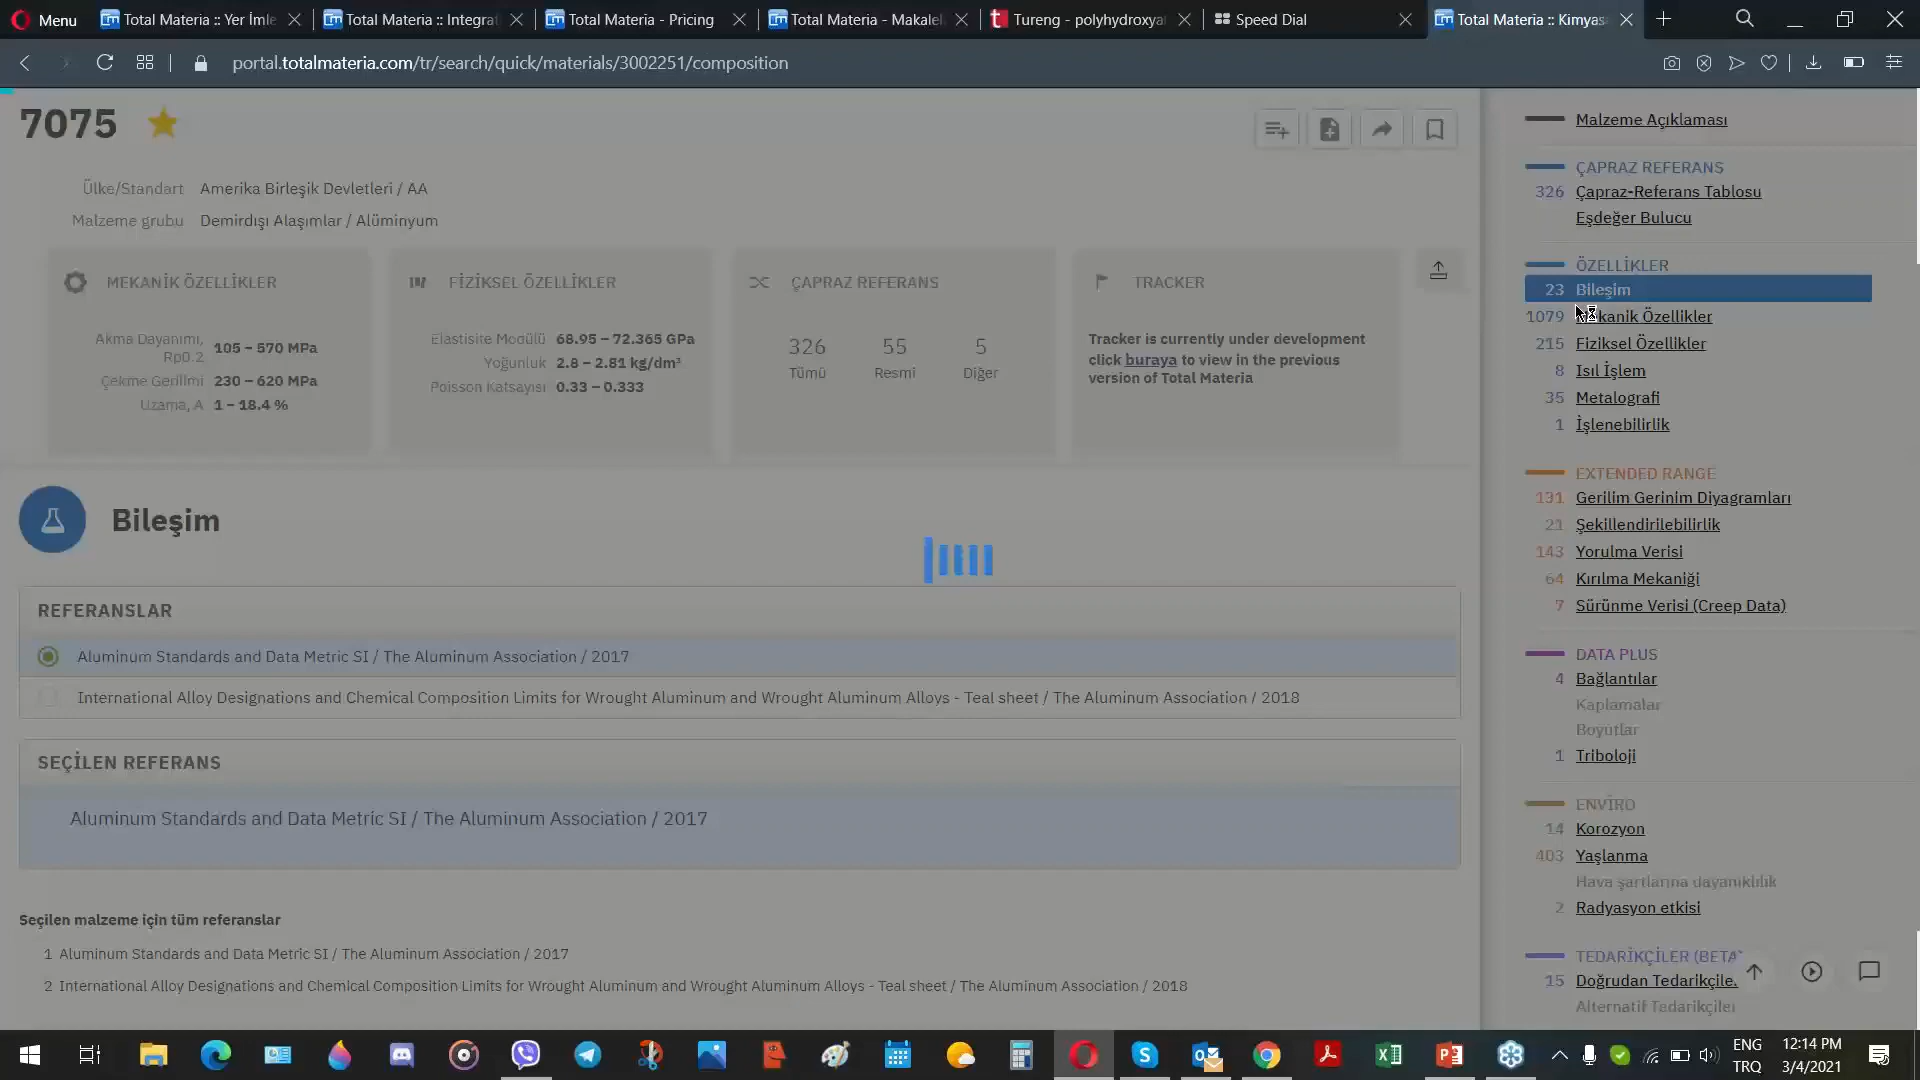 Menu
Total Materia :: Yer İmle
Total Materia :: Integrat
Total Materia - Pricing
Total Materia - Makalel
Tureng - polyhydroxya
Speed Dial
Total Materia :: Kimyas
portal.totalmateria.com/tr/search/quick/materials/3002251/composition
7075
Ülke/Standart Amerika Birleşik Devletleri / AA
Malzeme grubu Demirdışı Alaşımlar / Alüminyum
MEKANİK ÖZELLİKLER
Akma Dayanımı, Rp0.2 105 – 570 MPa
Çekme Gerilimi 230 – 620 MPa
Uzama, A 1 – 18.4 %
FİZİKSEL ÖZELLİKLER
Elastisite Modülü 68.95 – 72.365 GPa
Yoğunluk 2.8 – 2.81 kg/dm³
Poisson Katsayısı 0.33 – 0.333
ÇAPRAZ REFERANS
326 55 5
Tümü Resmi Diğer
TRACKER
Tracker is currently under development
click buraya to view in the previous
version of Total Materia
Bileşim
REFERANSLAR
Aluminum Standards and Data Metric SI / The Aluminum Association / 2017
International Alloy Designations and Chemical Composition Limits for Wrought Aluminum and Wrought Aluminum Alloys - Teal sheet / The Aluminum Association / 2018
SEÇİLEN REFERANS
Aluminum Standards and Data Metric SI / The Aluminum Association / 2017
Seçilen malzeme için tüm referanslar
1 Aluminum Standards and Data Metric SI / The Aluminum Association / 2017
2 International Alloy Designations and Chemical Composition Limits for Wrought Aluminum and Wrought Aluminum Alloys - Teal sheet / The Aluminum Association / 2018
Malzeme Açıklaması
ÇAPRAZ REFERANS
326 Çapraz-Referans Tablosu
Eşdeğer Bulucu
ÖZELLİKLER
23 Bileşim
1079 Mekanik Özellikler
215 Fiziksel Özellikler
8 Isıl İşlem
35 Metalografi
1 İşlenebilirlik
EXTENDED RANGE
131 Gerilim Gerinim Diyagramları
21 Şekillendirilebilirlik
143 Yorulma Verisi
64 Kırılma Mekaniği
7 Sürünme Verisi (Creep Data)
DATA PLUS
4 Bağlantılar
Kaplamalar
Boyutlar
1 Triboloji
ENVİRO
14 Korozyon
403 Yaşlanma
Hava şartlarına dayanıklılık
2 Radyasyon etkisi
TEDARİKÇİLER (BETA)
15 Doğrudan Tedarikçile.
Alternatif Tedarikçiler
ENG
TRQ
12:14 PM
3/4/2021